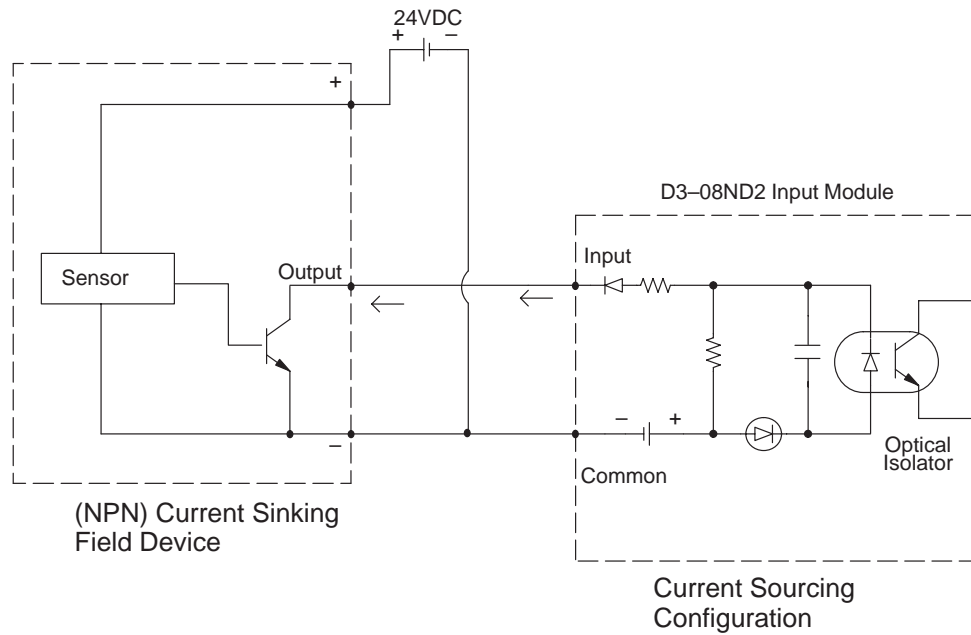 24VDC
+ –
+
D3–08ND2 Input Module
Input
Sensor
Output
– +
–
Common
Optical
Isolator
(NPN) Current Sinking
Field Device
Current Sourcing
Configuration